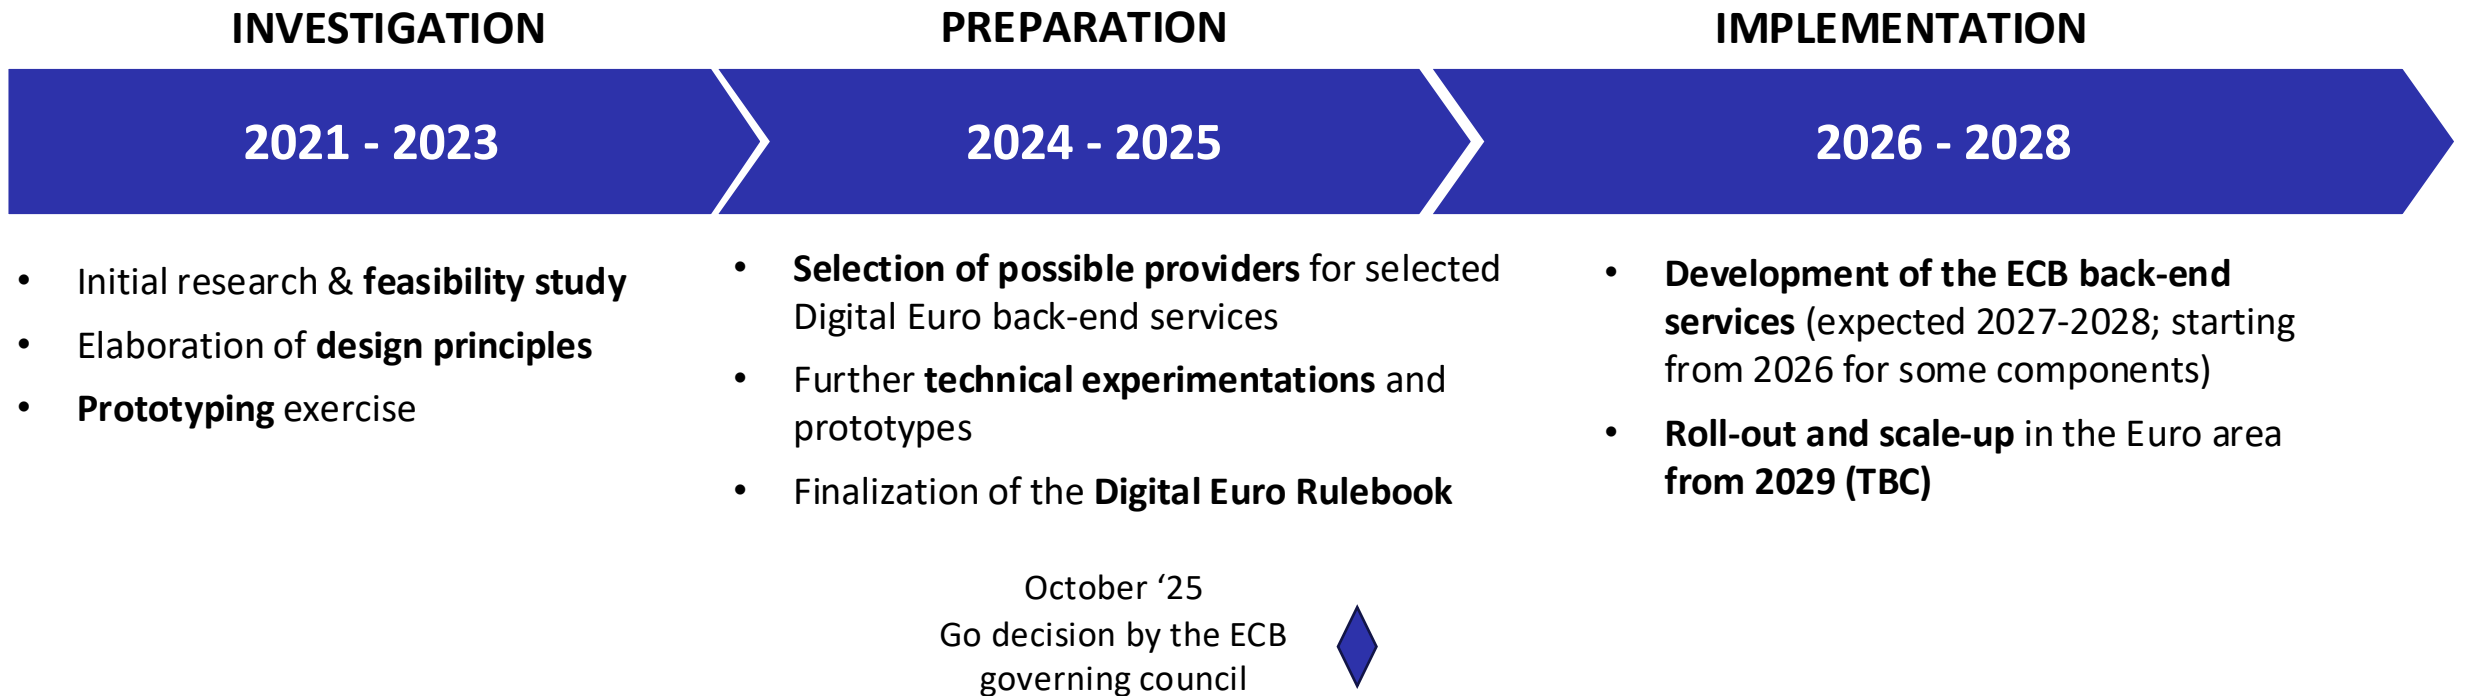 INVESTIGATION
2021 - 2023
• Initial research & feasibility study
• Elaboration of design principles
• Prototyping exercise
PREPARATION
2024 - 2025
• Selection of possible providers for selected
Digital Euro back-end services
• Further technical experimentations and
prototypes
• Finalization of the Digital Euro Rulebook
October ‘25
Go decision by the ECB
governing council
IMPLEMENTATION
2026 - 2028
• Development of the ECB back-end
services (expected 2027-2028; starting
from 2026 for some components)
• Roll-out and scale-up in the Euro area
from 2029 (TBC)